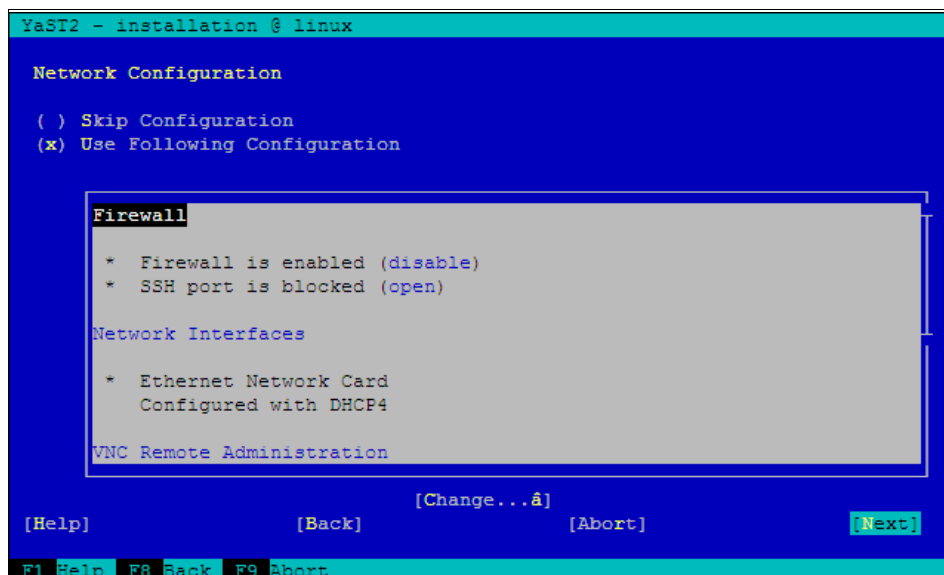 YaST2 - installation @ linux
Network Configuration
( ) Skip Configuration
(x) Use Following Configuration
Firewall
* Firewall is enabled (disable)
* SSH port is blocked (open)
Network Interfaces
* Ethernet Network Card
Configured with DHCP4
VNC Remote Administration
[Change...â]
[Help] [Back] [Abort] [Next]
F1 Help F8 Back F9 Abort